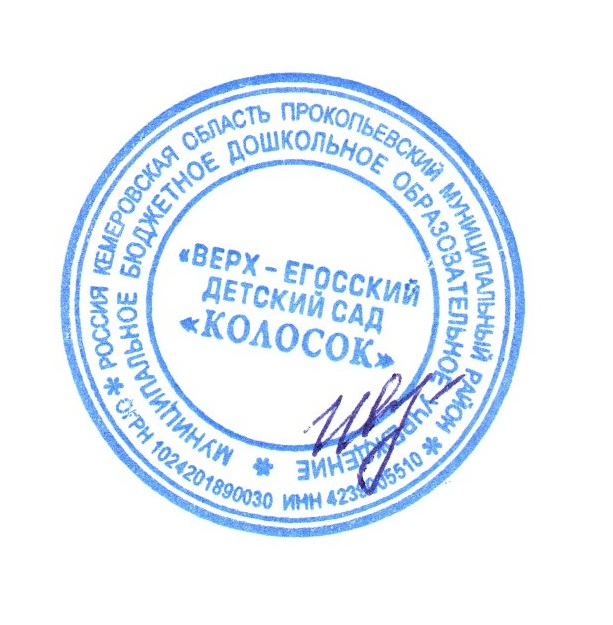 РОССИЯ КЕМЕРОВСКАЯ ОБЛАСТЬ ПРОКОПЬЕВСКИЙ МУНИЦИПАЛЬНЫЙ РАЙОН
ОГРН 1024201890030 ИНН 4239005510
МУНИЦИПАЛЬНОЕ БЮДЖЕТНОЕ ДОШКОЛЬНОЕ ОБРАЗОВАТЕЛЬНОЕ УЧРЕЖДЕНИЕ
«ВЕРХ - ЕГОССКИЙ
ДЕТСКИЙ САД
«КОЛОСОК»